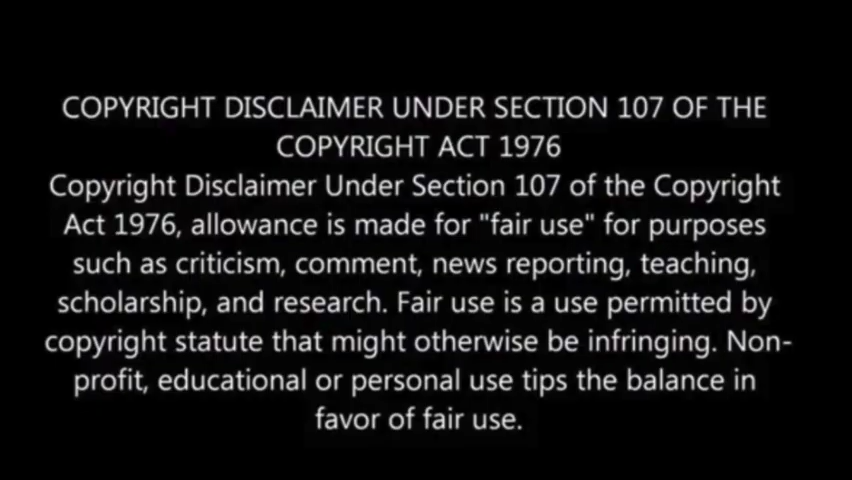 COPYRIGHT DISCLAIMER UNDER SECTION 107 OF THE
COPYRIGHT ACT 1976
Copyright Disclaimer Under Section 107 of the Copyright
Act 1976, allowance is made for "fair use" for purposes
such as criticism, comment, news reporting, teaching,
scholarship, and research. Fair use is a use permitted by
copyright statute that might otherwise be infringing. Non-
profit, educational or personal use tips the balance in
favor of fair use.